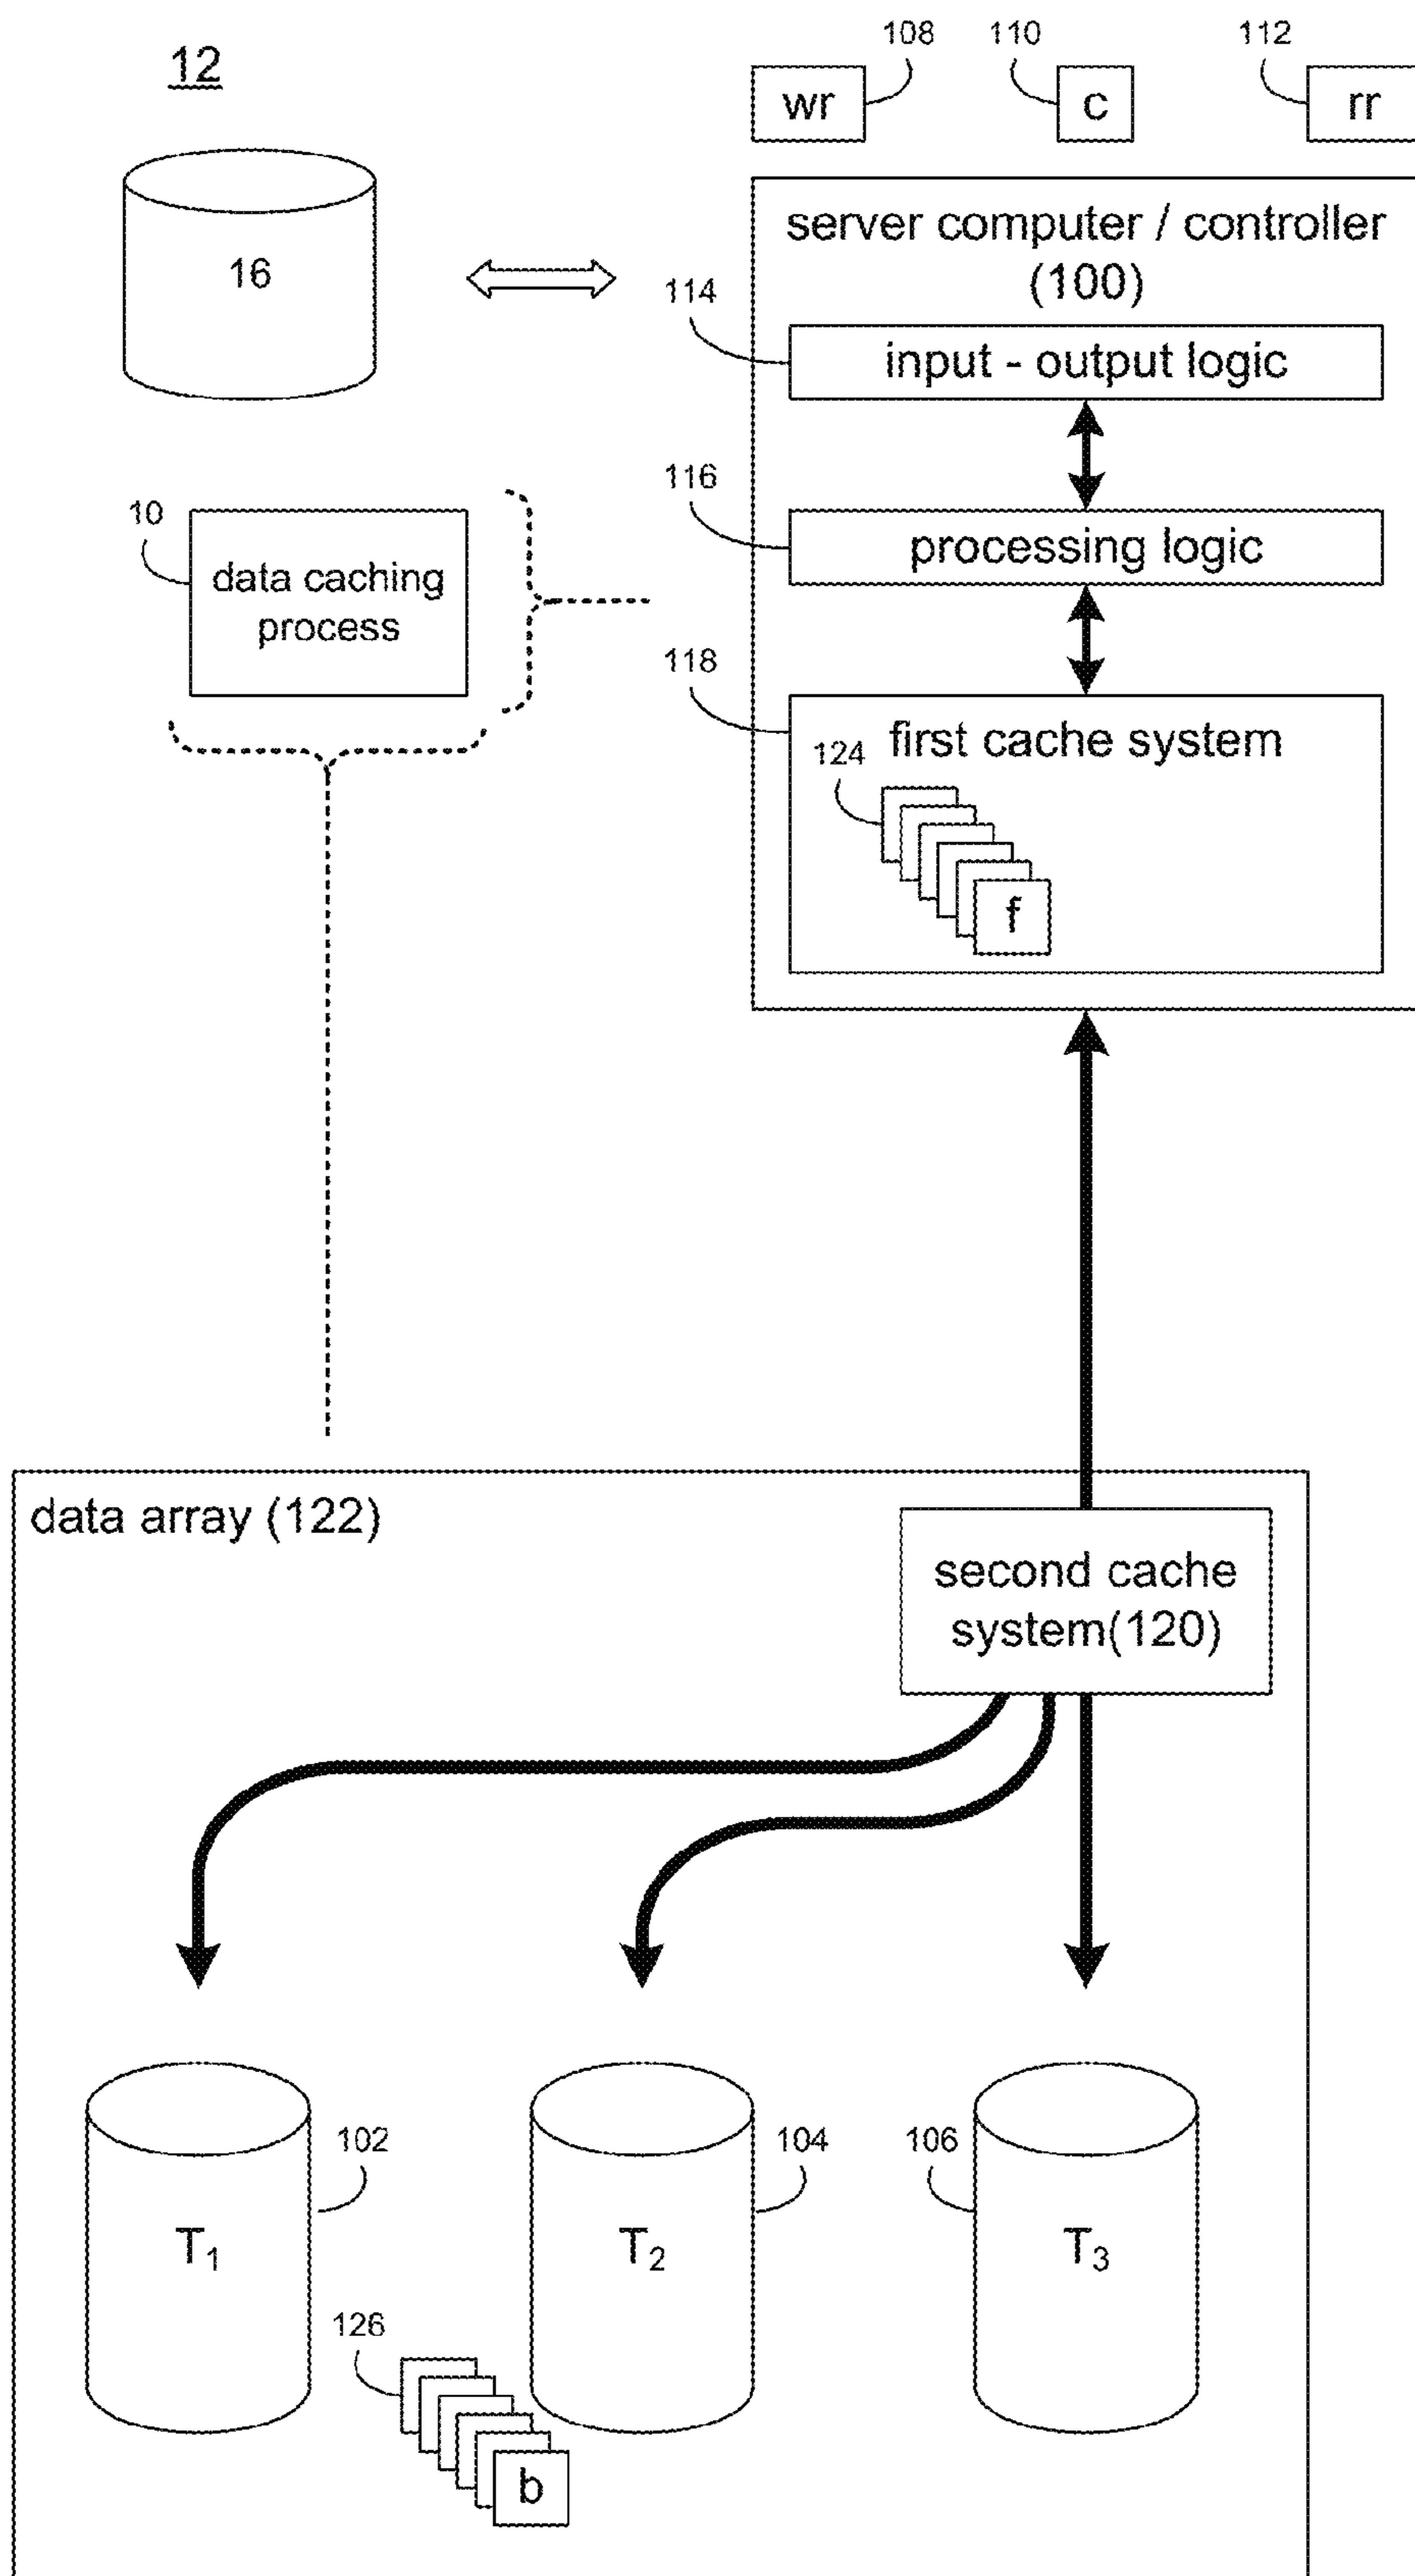 12
108
110
112
wr
c
rr
16
server computer / controller
(100)
114
input - output logic
116
processing logic
10
data caching
process
118
first cache system
124
f
data array (122)
second cache
system(120)
102
104
106
T₁
T₂
T₃
126
b